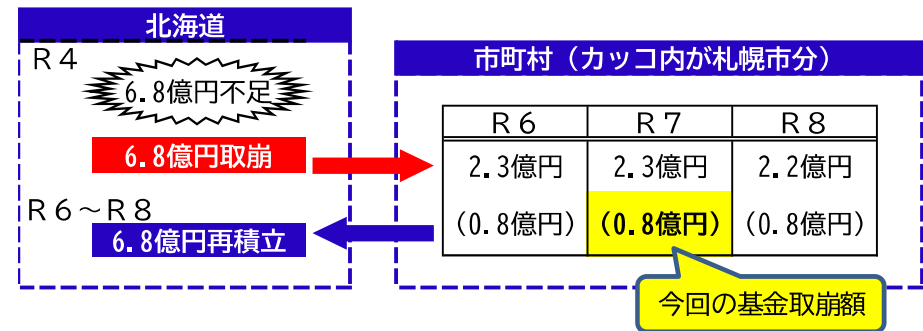 北海道
R4
6.8億円不足
6.8億円取崩
R6~R8
6.8億円再積立
市町村(カッコ内が札幌市分)
R6 R7 R8
2.3億円 2.3億円 2.2億円
(0.8億円) (0.8億円) (0.8億円)
今回の基金取崩額